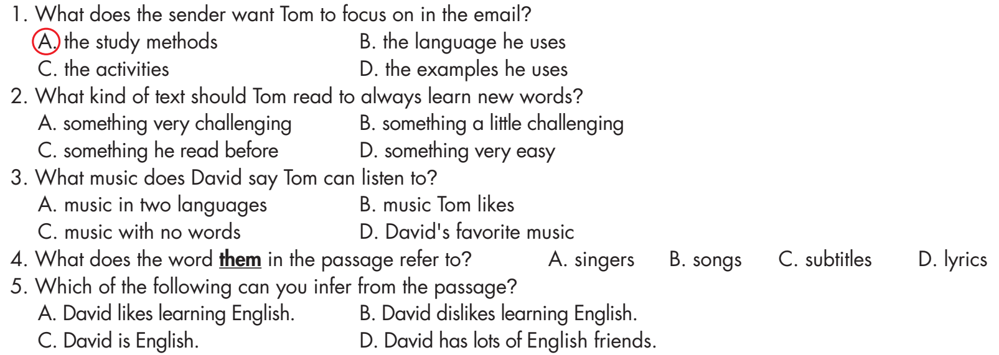 1. What does the sender want Tom to focus on in the email?
A. the study methods B. the language he uses
C. the activities D. the examples he uses
2. What kind of text should Tom read to always learn new words?
A. something very challenging B. something a little challenging
C. something he read before D. something very easy
3. What music does David say Tom can listen to?
A. music in two languages B. music Tom likes
C. music with no words D. David's favorite music
4. What does the word them in the passage refer to? A. singers B. songs C. subtitles D. lyrics
5. Which of the following can you infer from the passage?
A. David likes learning English. B. David dislikes learning English.
C. David is English. D. David has lots of English friends.